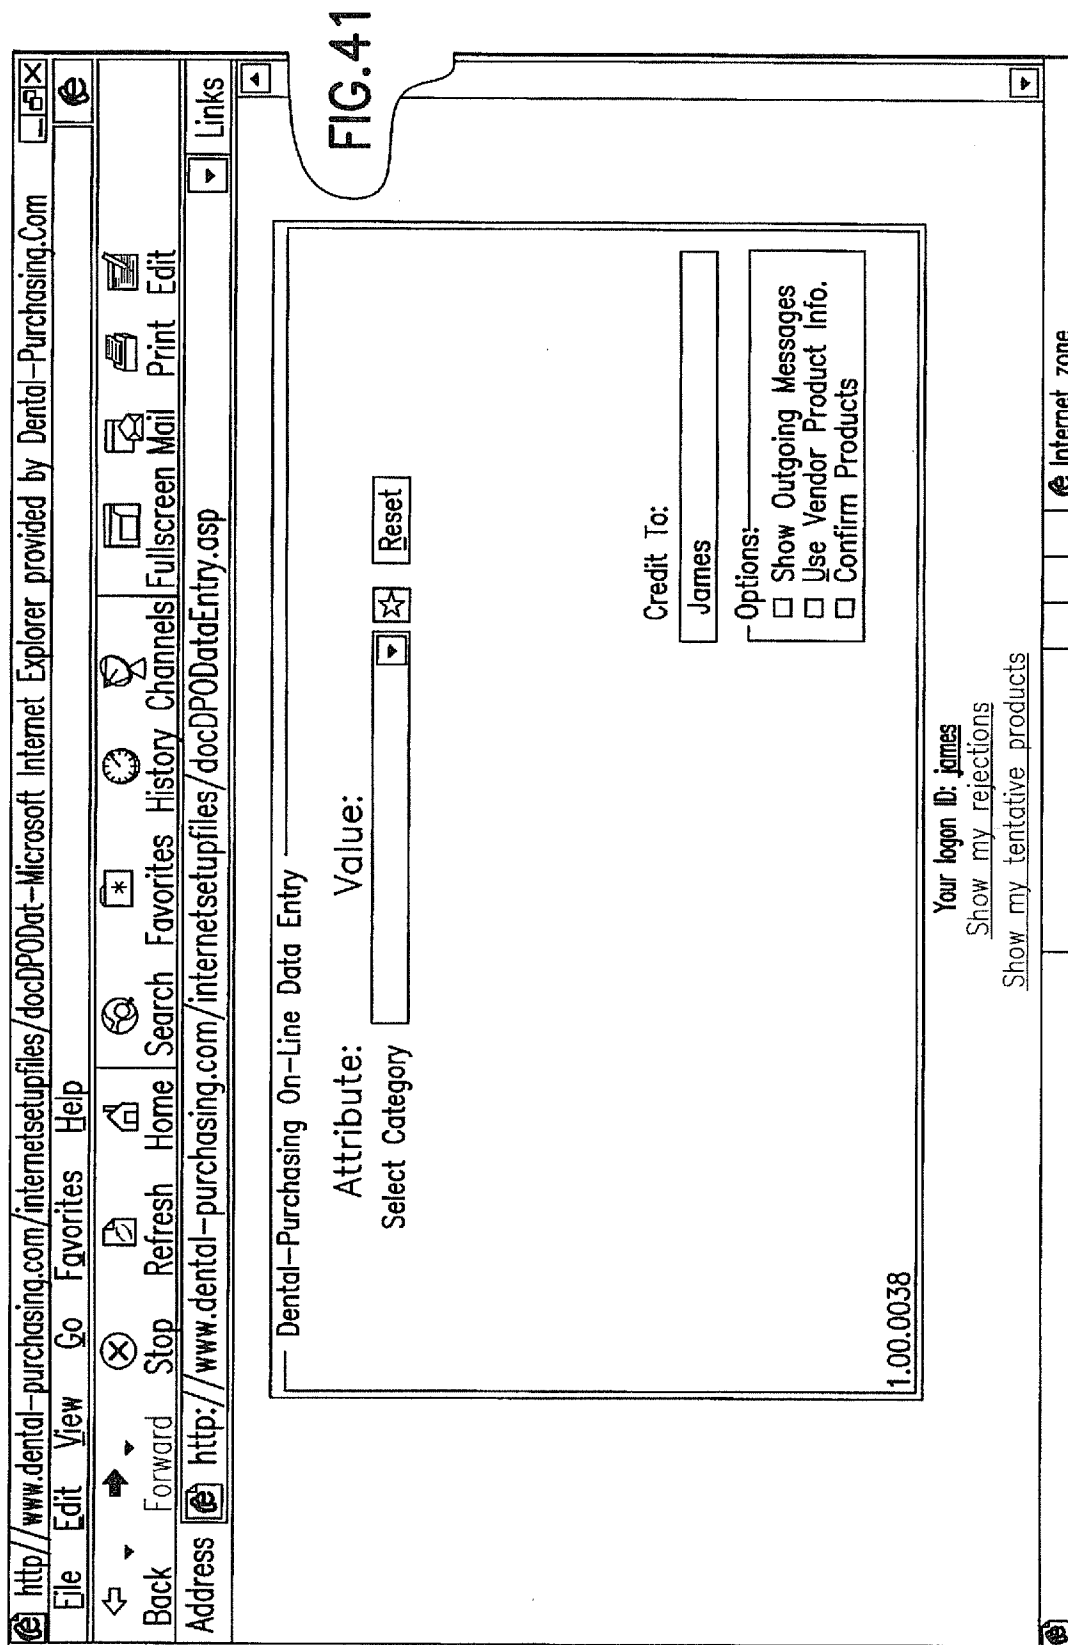 http//www.dental-purchasing.com/internetsetupfiles/docDPODat-Microsoft Internet Explorer provided by Dental-Purchasing.Com
File Edit View Go Favorites Help
Back Forward Stop Refresh Home Search Favorites History Channels Fullscreen Mail Print Edit
Address http://www.dental-purchasing.com/internetsetupfiles/docDPODataEntry.asp Links
FIG.41
Dental-Purchasing On-Line Data Entry
Attribute: Value:
Select Category Reset
Credit To:
James
Options:
Show Outgoing Messages
Use Vendor Product Info.
Confirm Products
1.00.0038
Your logon ID: james
Show my rejections
Show my tentative products
Internet zone